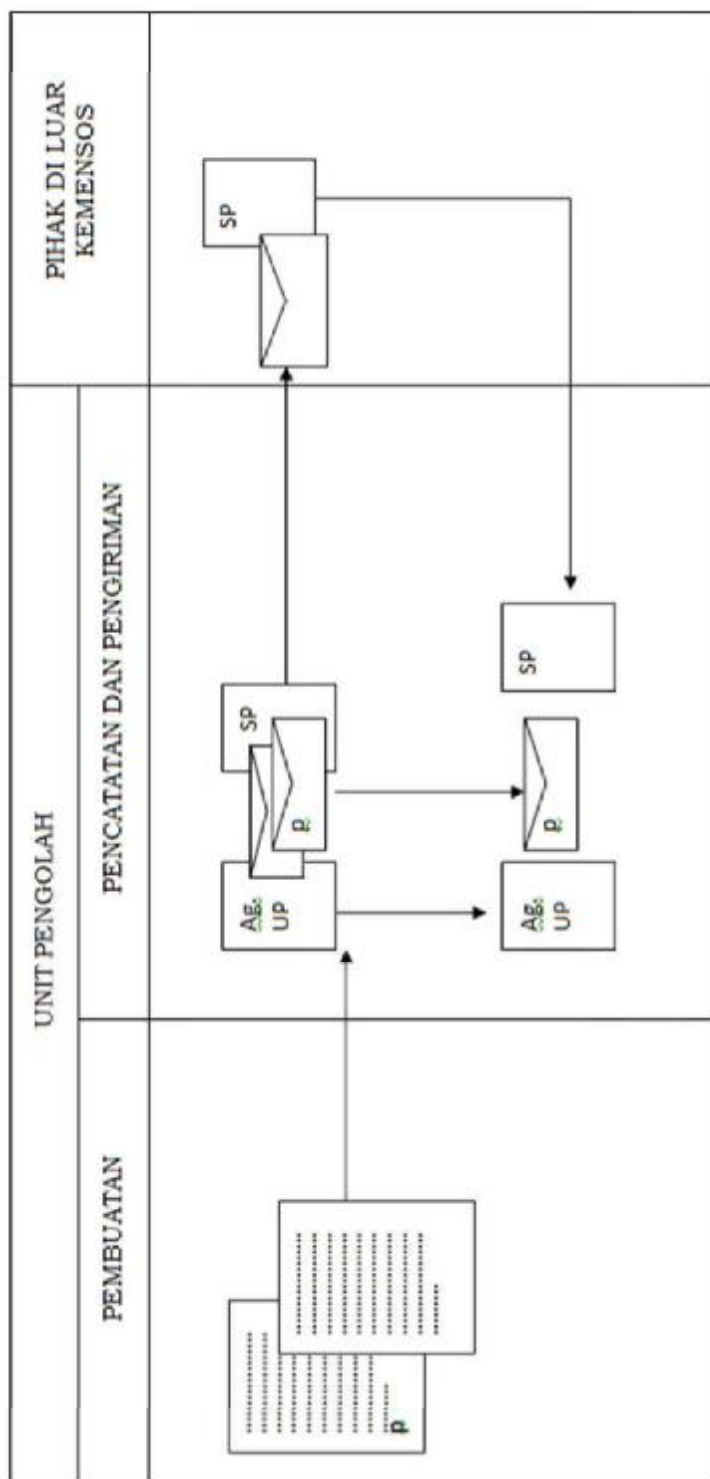 UNIT PENGOLAH
PIHAK DI LUAR
KEMENSOS
PEMBUATAN
PENCATATAN DAN PENGIRIMAN
p
Ag.
UP
p
SP
SP
Ag.
UP
p
SP